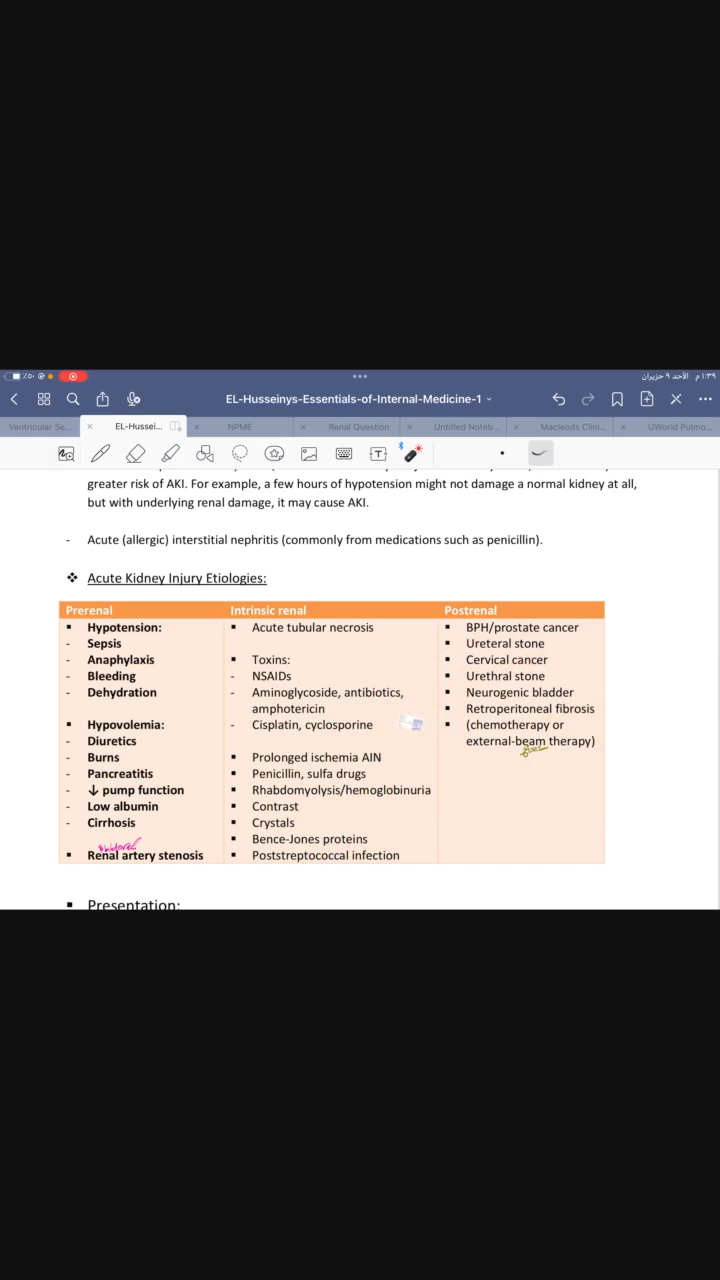 ١:٣٩ م الأحد ٩ حزيران
EL-Husseinys-Essentials-of-Internal-Medicine-1
Ventricular Se...
EL-Hussei...
NPME
Renal Question
Untitled Noteb...
Macleods Clini...
UWorld Pulmo...
greater risk of AKI. For example, a few hours of hypotension might not damage a normal kidney at all,
but with underlying renal damage, it may cause AKI.
- Acute (allergic) interstitial nephritis (commonly from medications such as penicillin).
❖ Acute Kidney Injury Etiologies:
Prerenal
▪ Hypotension:
- Sepsis
- Anaphylaxis
- Bleeding
- Dehydration
▪ Hypovolemia:
- Diuretics
- Burns
- Pancreatitis
- ↓ pump function
- Low albumin
- Cirrhosis
▪ Renal artery stenosis
Intrinsic renal
▪ Acute tubular necrosis
▪ Toxins:
- NSAIDs
- Aminoglycoside, antibiotics,
amphotericin
- Cisplatin, cyclosporine
▪ Prolonged ischemia AIN
▪ Penicillin, sulfa drugs
▪ Rhabdomyolysis/hemoglobinuria
▪ Contrast
▪ Crystals
▪ Bence-Jones proteins
▪ Poststreptococcal infection
Postrenal
▪ BPH/prostate cancer
▪ Ureteral stone
▪ Cervical cancer
▪ Urethral stone
▪ Neurogenic bladder
▪ Retroperitoneal fibrosis
▪ (chemotherapy or
external-beam therapy)
▪ Presentation: